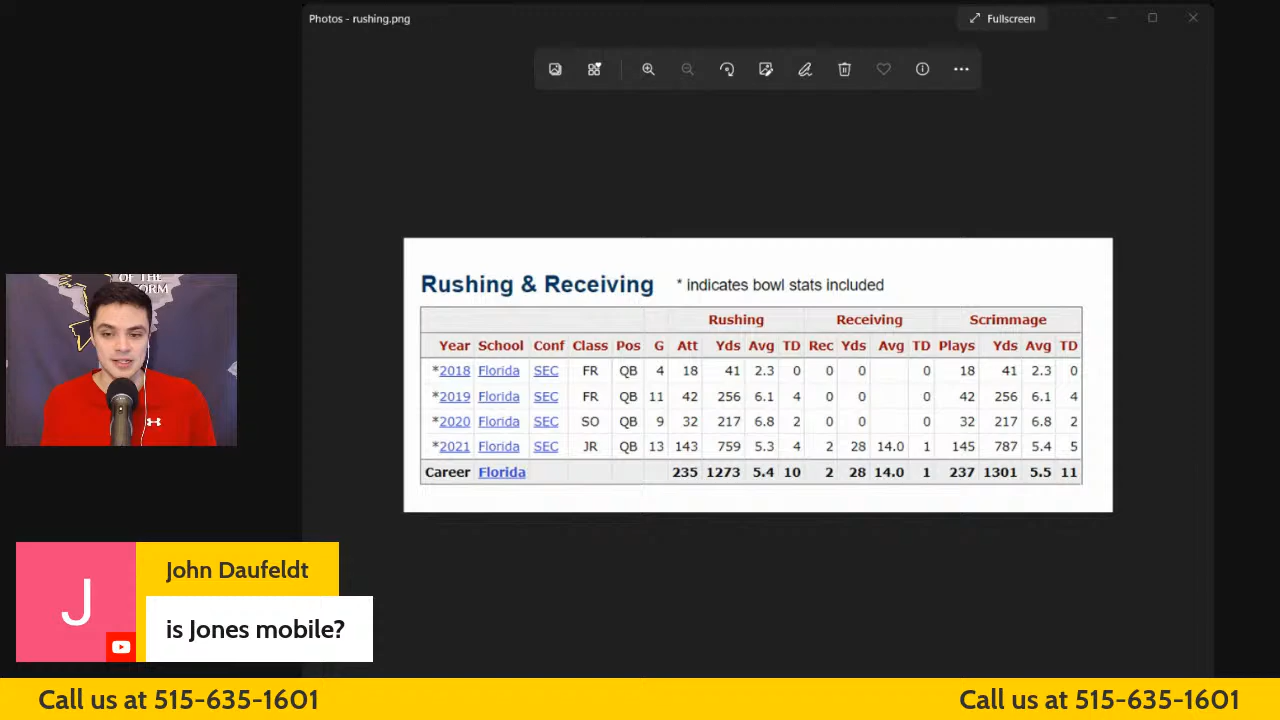 Photos - rushing.png
Fullscreen
Rushing & Receiving * indicates bowl stats included
Rushing Receiving Scrimmage
Year School Conf Class Pos G Att Yds Avg TD Rec Yds Avg TD Plays Yds Avg TD
*2018 Florida SEC FR QB 4 18 41 2.3 0 0 0 0 18 41 2.3 0
*2019 Florida SEC FR QB 11 42 256 6.1 4 0 0 0 42 256 6.1 4
*2020 Florida SEC SO QB 9 32 217 6.8 2 0 0 0 32 217 6.8 2
*2021 Florida SEC JR QB 13 143 759 5.3 4 2 28 14.0 1 145 787 5.4 5
Career Florida 235 1273 5.4 10 2 28 14.0 1 237 1301 5.5 11
OF THE
J
John Daufeldt
is Jones mobile?
Call us at 515-635-1601
Call us at 515-635-1601